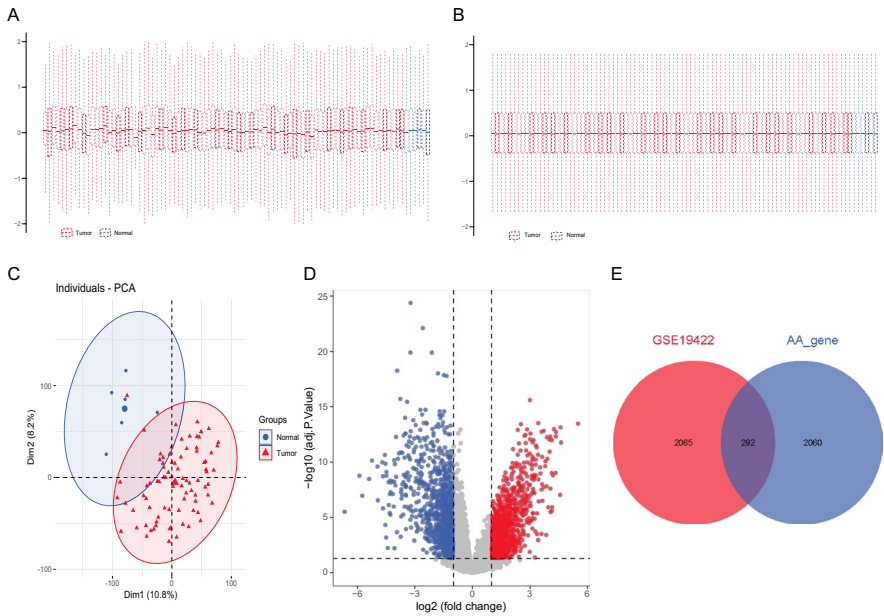 A
2
1
0
−1
−2
Tumor Normal
B
2
1
0
−1
−2
Tumor Normal
C
Individuals - PCA
Dim2 (8.2%)
100
0
-100
-100
0
100
Dim1 (10.8%)
Groups
Normal
Tumor
D
−log10 (adj.P.Value)
25
20
15
10
5
0
−6
−3
0
3
6
log2 (fold change)
E
GSE19422
AA_gene
2065
292
2060